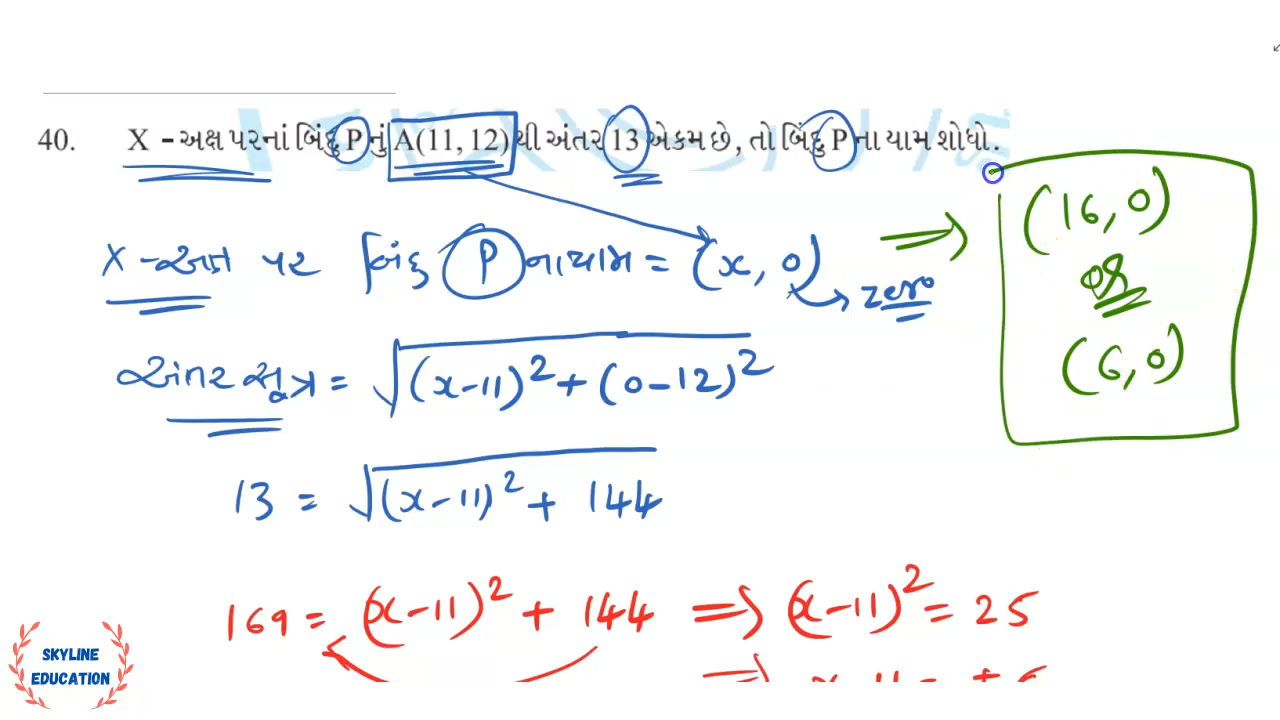 40. X - અક્ષ પરનાં બિંદુ P નું A(11, 12) થી અંતર 13 એકમ છે, તો બિંદુ P ના યામ શોધો.
X - અક્ષ પર બિંદુ P ના યામ = (x, 0) → zero ⇒ (16, 0)
OR
(6, 0)
અંતર સૂત્ર = √((x-11)² + (0-12)²)
13 = √((x-11)² + 144)
169 = (x-11)² + 144 ⇒ (x-11)² = 25
SKYLINE
EDUCATION